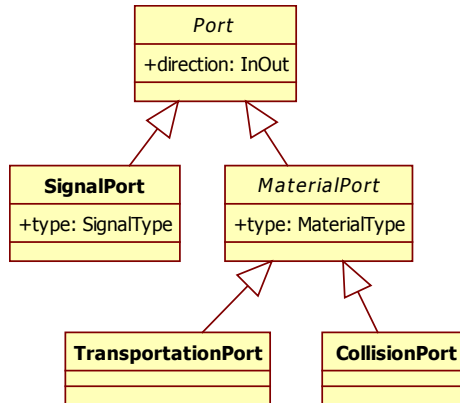 Port
+direction: InOut
SignalPort
+type: SignalType
MaterialPort
+type: MaterialType
TransportationPort
CollisionPort